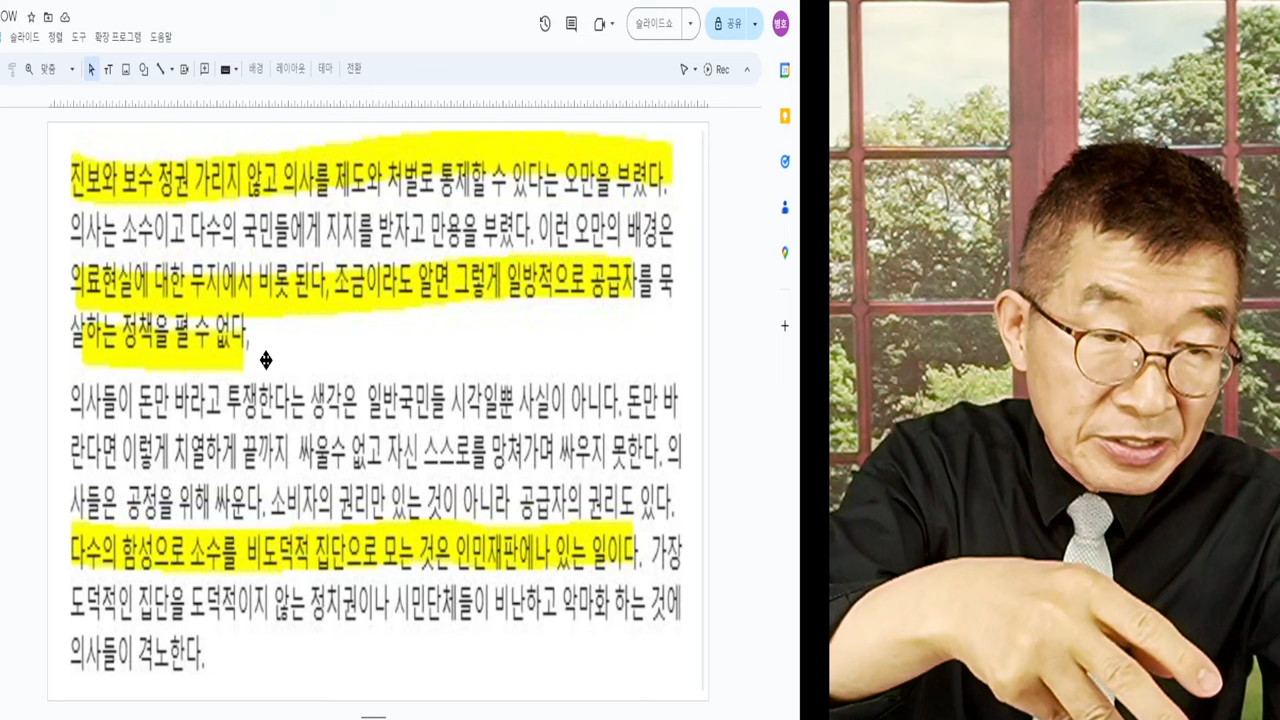 OW
슬라이드 정렬 도구 확장 프로그램 도움말
슬라이드쇼
공유
병호
맞춤
배경 레이아웃 테마 전환
Rec
진보와 보수 정권 가리지 않고 의사를 제도와 처벌로 통제할 수 있다는 오만을 부렸다.
의사는 소수이고 다수의 국민들에게 지지를 받자고 만용을 부렸다. 이런 오만의 배경은
의료현실에 대한 무지에서 비롯 된다, 조금이라도 알면 그렇게 일방적으로 공급자를 묵
살하는 정책을 펼 수 없다,
의사들이 돈만 바라고 투쟁한다는 생각은 일반국민들 시각일뿐 사실이 아니다. 돈만 바
란다면 이렇게 치열하게 끝까지 싸울수 없고 자신 스스로를 망쳐가며 싸우지 못한다. 의
사들은 공정을 위해 싸운다. 소비자의 권리만 있는 것이 아니라 공급자의 권리도 있다.
다수의 함성으로 소수를 비도덕적 집단으로 모는 것은 인민재판에나 있는 일이다. 가장
도덕적인 집단을 도덕적이지 않는 정치권이나 시민단체들이 비난하고 악마화 하는 것에
의사들이 격노한다.